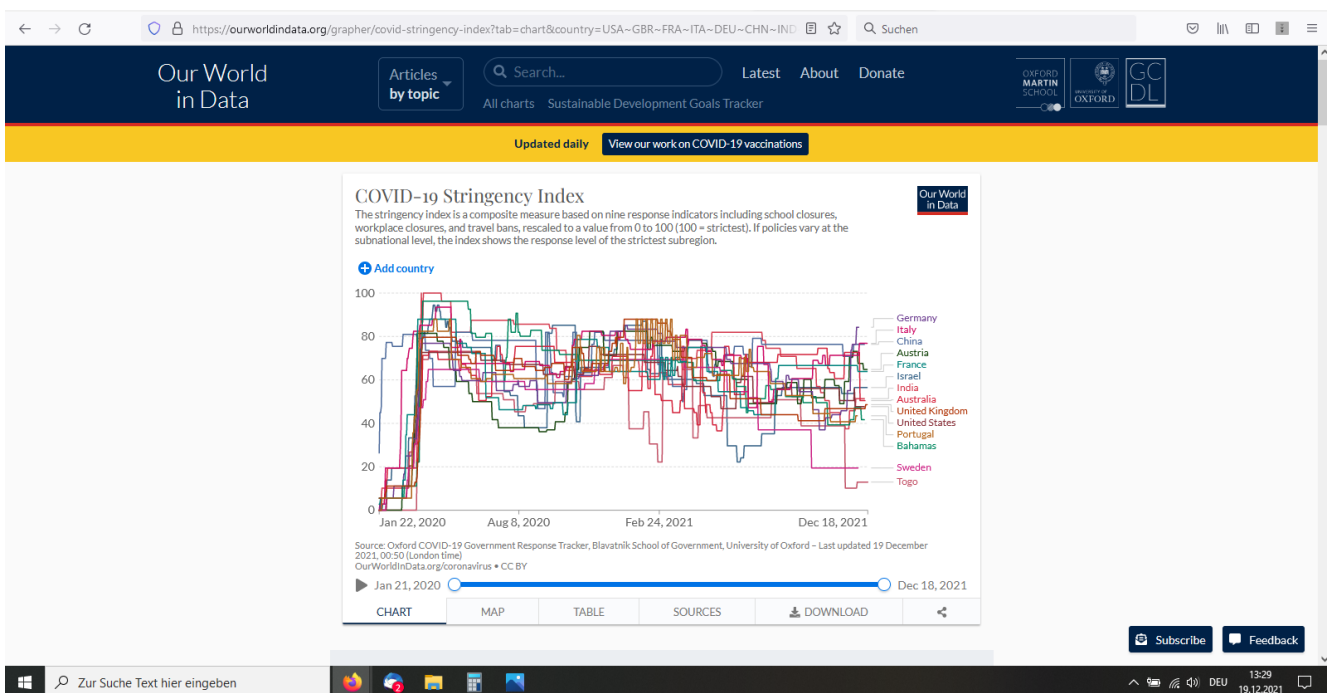 https://ourworldindata.org/grapher/covid-stringency-index?tab=chart&country=USA~GBR~FRA~ITA~DEU~CHN~IND
Suchen
Our World
in Data
Articles
by topic
Search...
Latest About Donate
All charts Sustainable Development Goals Tracker
OXFORD
MARTIN
SCHOOL
UNIVERSITY OF
OXFORD
GC
DL
Updated daily View our work on COVID-19 vaccinations
COVID-19 Stringency Index
Our World
in Data
The stringency index is a composite measure based on nine response indicators including school closures,
workplace closures, and travel bans, rescaled to a value from 0 to 100 (100 = strictest). If policies vary at the
subnational level, the index shows the response level of the strictest subregion.
Add country
100
80
60
40
20
0
Germany
Italy
China
Austria
France
Israel
India
Australia
United Kingdom
United States
Portugal
Bahamas
Sweden
Togo
Jan 22, 2020 Aug 8, 2020 Feb 24, 2021 Dec 18, 2021
Source: Oxford COVID-19 Government Response Tracker, Blavatnik School of Government, University of Oxford – Last updated 19 December
2021, 00:50 (London time)
OurWorldInData.org/coronavirus • CC BY
Jan 21, 2020 Dec 18, 2021
CHART MAP TABLE SOURCES DOWNLOAD
Subscribe Feedback
Zur Suche Text hier eingeben
2
DEU
13:29
19.12.2021